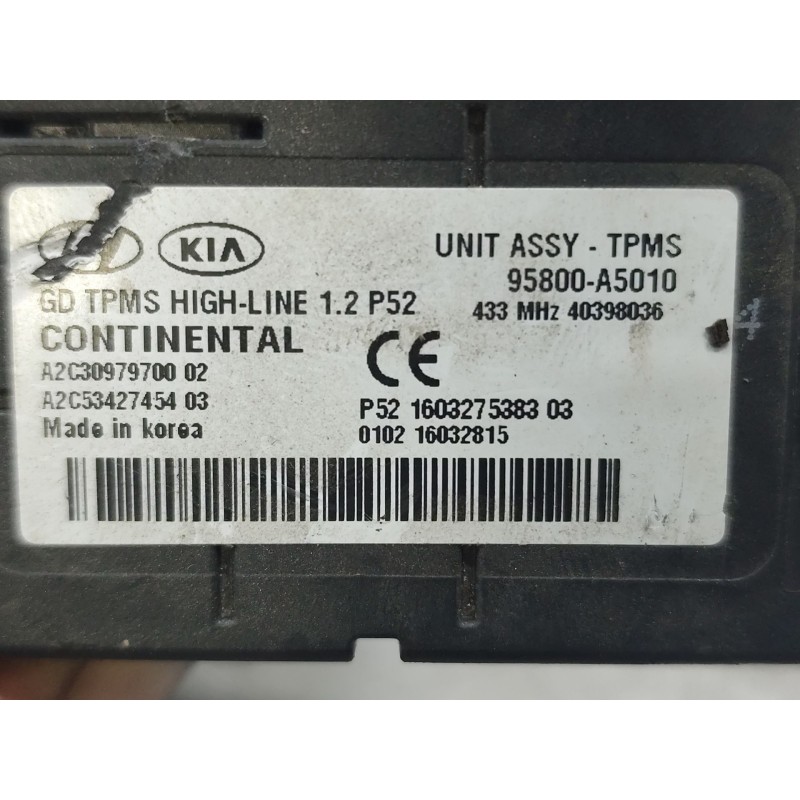 KIA
UNIT ASSY - TPMS
95800-A5010
GD TPMS HIGH-LINE 1.2 P52
433 MHz 40398036
CONTINENTAL
CE
A2C30979700 02
A2C53427454 03
P52 1603275383 03
Made in korea
0102 16032815